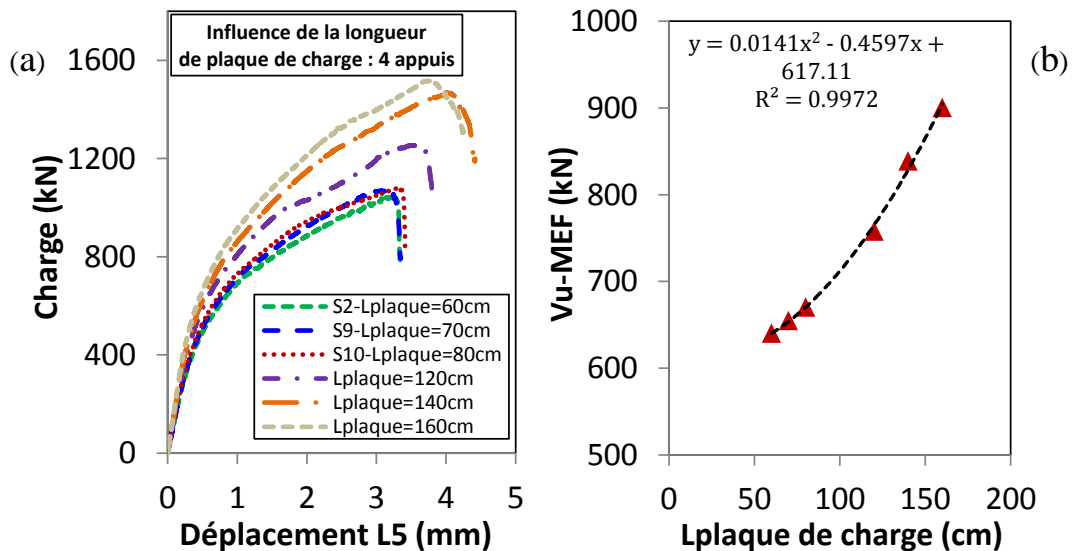 (a)
Influence de la longueur
de plaque de charge : 4 appuis
Charge (kN)
1600
1200
800
400
0
S2-Lplaque=60cm
S9-Lplaque=70cm
S10-Lplaque=80cm
Lplaque=120cm
Lplaque=140cm
Lplaque=160cm
0 1 2 3 4 5
Déplacement L5 (mm)
(b)
y = 0.0141x² - 0.4597x +
617.11
R² = 0.9972
Vu-MEF (kN)
1000
900
800
700
600
500
0 50 100 150 200
Lplaque de charge (cm)